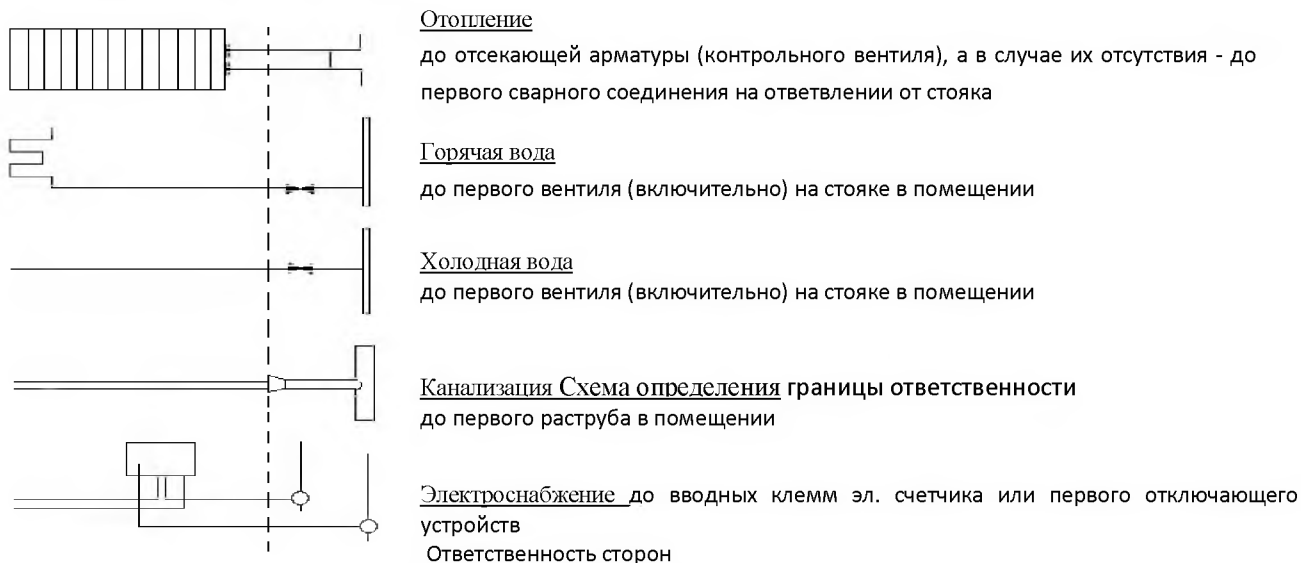 Отопление
до отсекающей арматуры (контрольного вентиля), а в случае их отсутствия - до
первого сварного соединения на ответвлении от стояка
Горячая вода
до первого вентиля (включительно) на стояке в помещении
Холодная вода
до первого вентиля (включительно) на стояке в помещении
Канализация Схема определения границы ответственности
до первого раструба в помещении
Электроснабжение до вводных клемм эл. счетчика или первого отключающего
устройств
Ответственность сторон